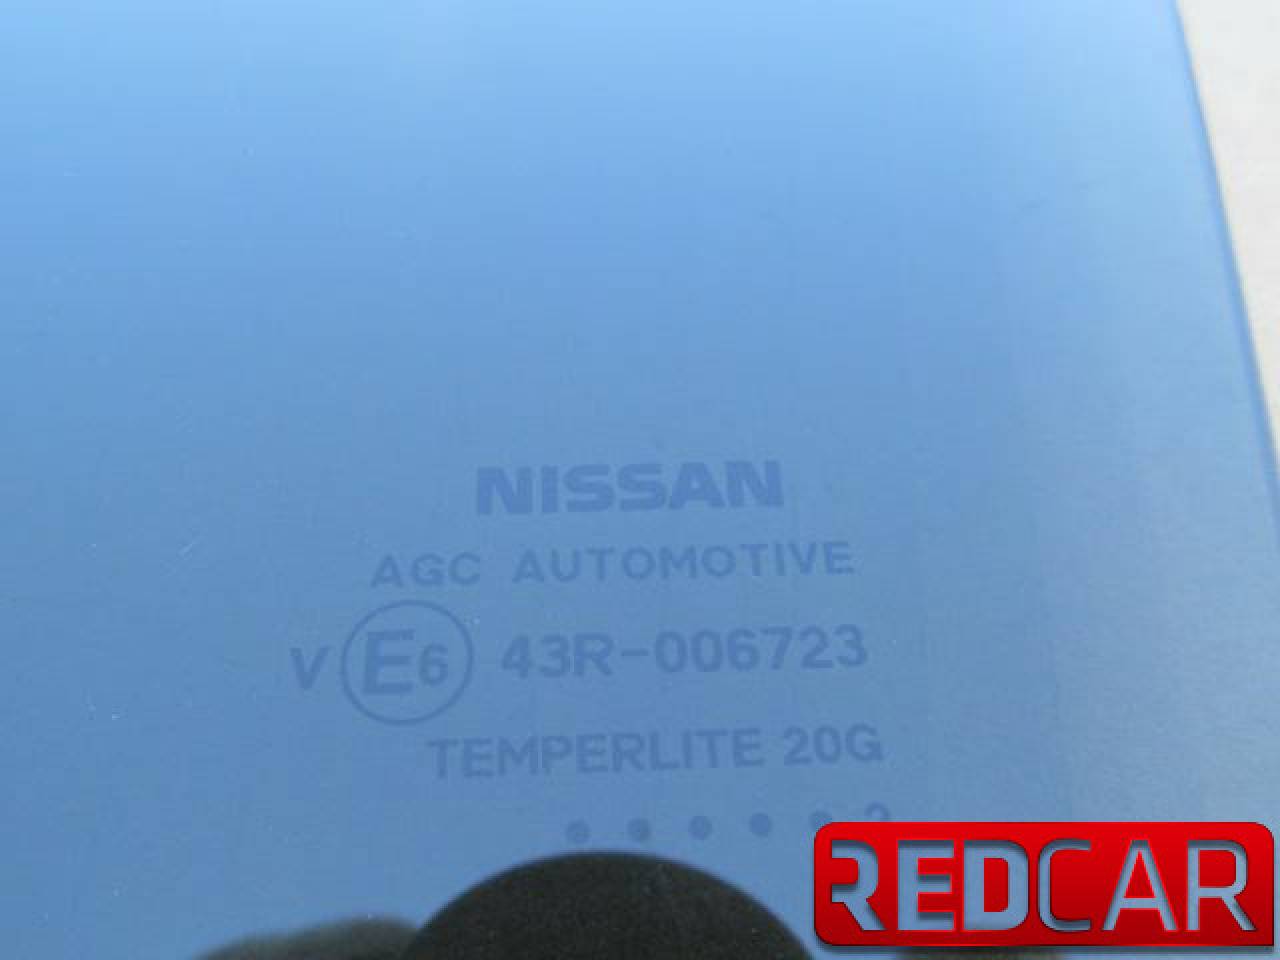 NISSAN
AGC AUTOMOTIVE
V E6 43R-006723
TEMPERLITE 20G
REDCAR